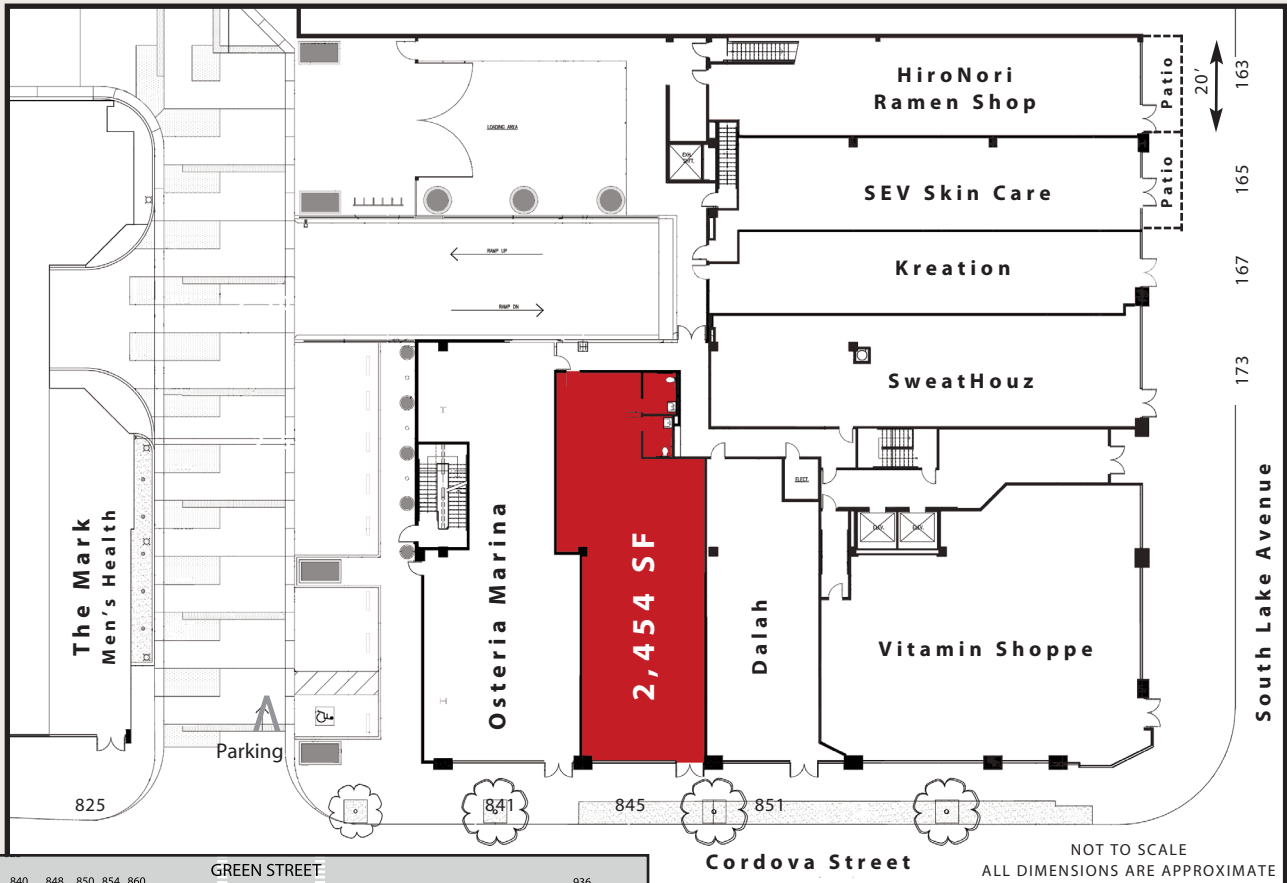 HiroNori
Ramen Shop
Patio
20'
163
LOADING AREA
SEV Skin Care
Patio
165
RAMP UP
Kreation
167
RAMP DN
SweatHouz
173
ELECT.
The Mark
Men's Health
Osteria Marina
2,454 SF
Dalah
Vitamin Shoppe
South Lake Avenue
Parking
825
841
845
851
Cordova Street
NOT TO SCALE
ALL DIMENSIONS ARE APPROXIMATE
GREEN STREET
840 848 850 854 860
936